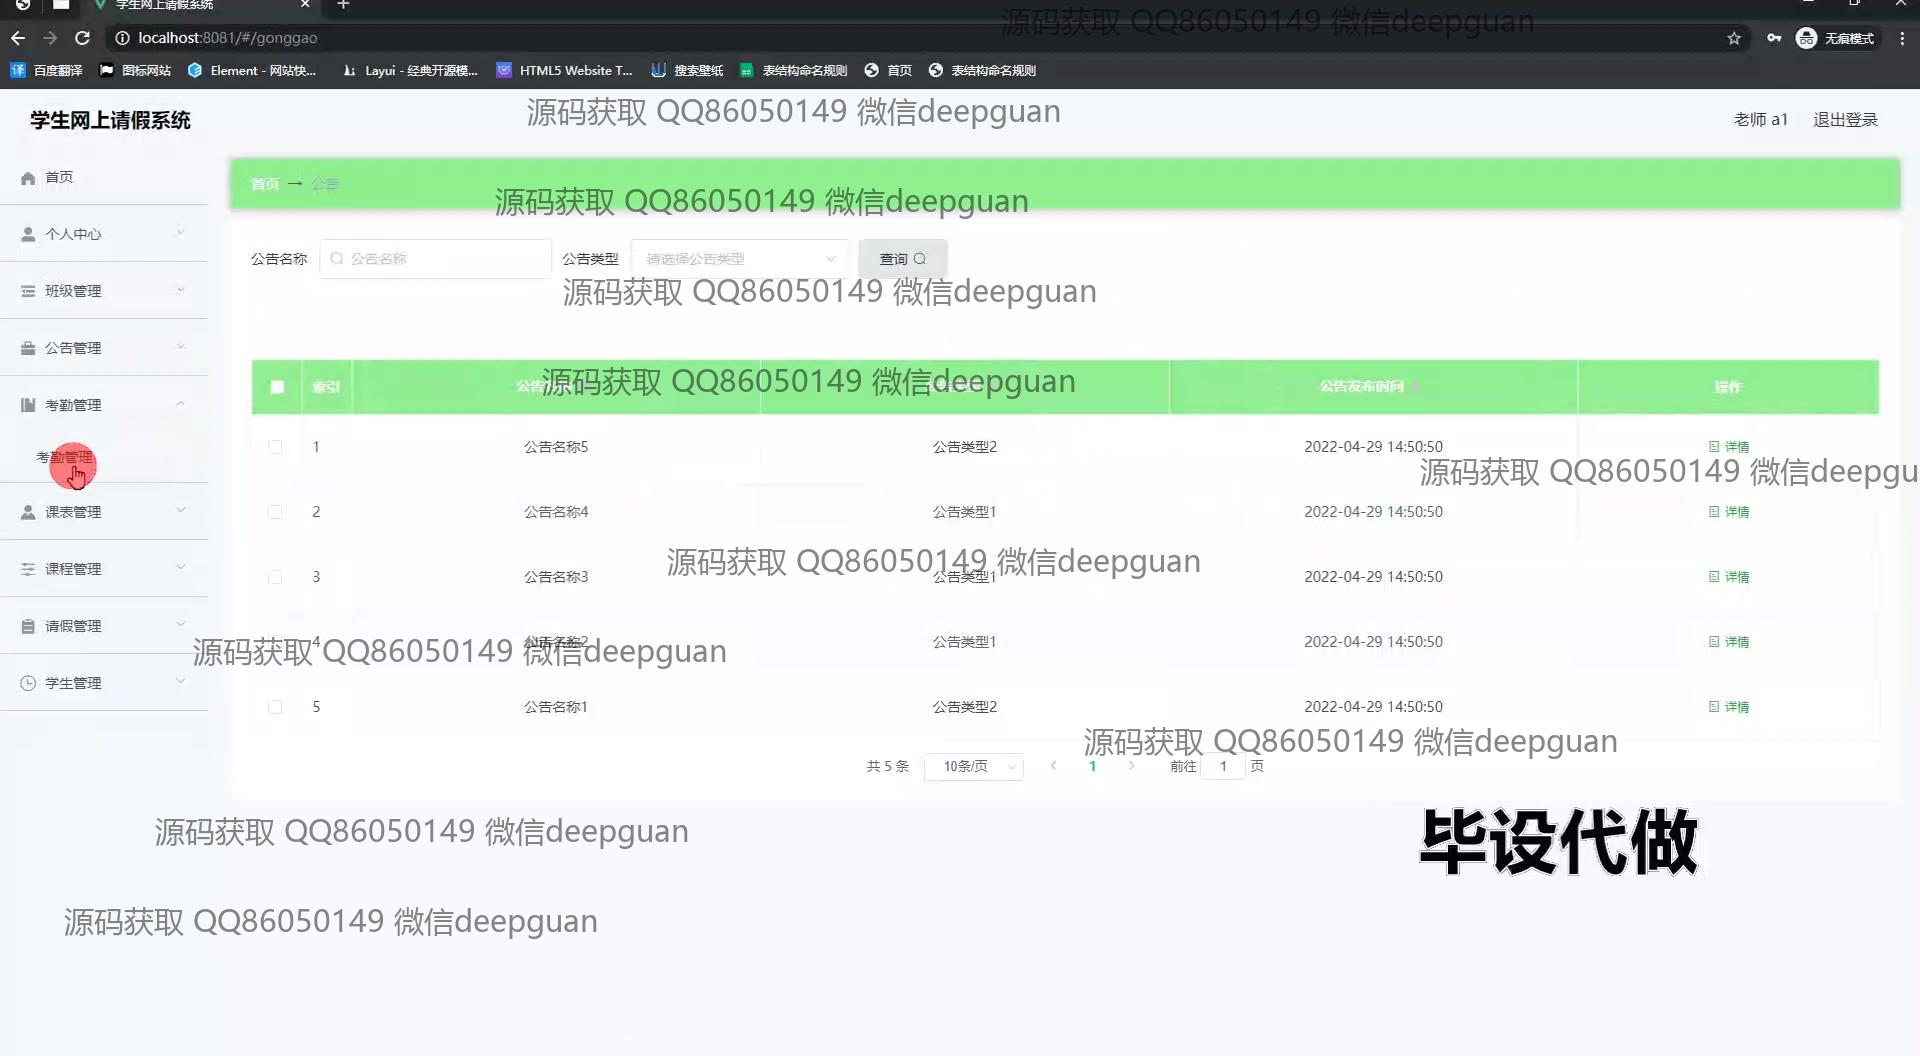 学生网上请假系统
localhost:8081/#/gonggao
无痕模式
百度翻译 图标网站 Element - 网站快... Layui - 经典开源模... HTML5 Website T... 搜索壁纸 表结构命名规则 首页 表结构命名规则
源码获取 QQ86050149 微信deepguan
学生网上请假系统
源码获取 QQ86050149 微信deepguan
老师 a1 退出登录
首页
首页 → 公告
源码获取 QQ86050149 微信deepguan
个人中心
公告名称 公告名称 公告类型 请选择公告类型 查询
班级管理
源码获取 QQ86050149 微信deepguan
公告管理
索引 公告发布时间 操作
源码获取 QQ86050149 微信deepguan
考勤管理
考勤管理
1 公告名称5 公告类型2 2022-04-29 14:50:50 详情
源码获取 QQ86050149 微信deepgu
课表管理
2 公告名称4 公告类型1 2022-04-29 14:50:50 详情
课程管理
源码获取 QQ86050149 微信deepguan
3 公告名称3 公告类型1 2022-04-29 14:50:50 详情
请假管理
4 公告名称2 公告类型1 2022-04-29 14:50:50 详情
源码获取 QQ86050149 微信deepguan
学生管理
5 公告名称1 公告类型2 2022-04-29 14:50:50 详情
源码获取 QQ86050149 微信deepguan
共 5 条 10条/页 1 前往 1 页
源码获取 QQ86050149 微信deepguan
毕设代做
源码获取 QQ86050149 微信deepguan